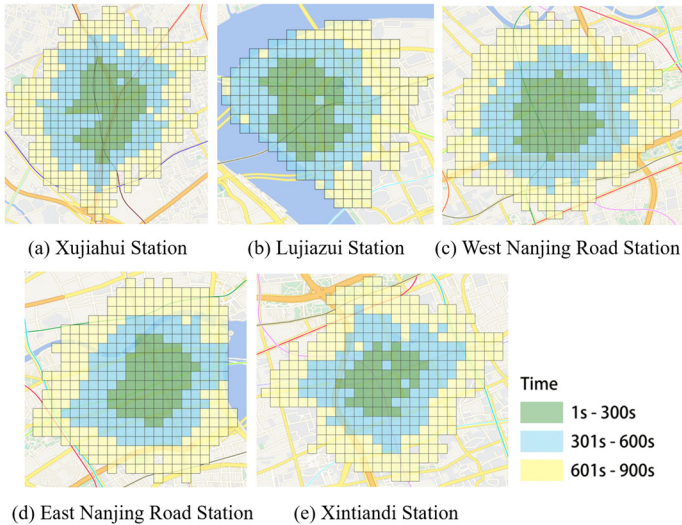 (a) Xujiahui Station
(b) Lujiazui Station
(c) West Nanjing Road Station
Time
1s - 300s
301s - 600s
601s - 900s
(d) East Nanjing Road Station
(e) Xintiandi Station